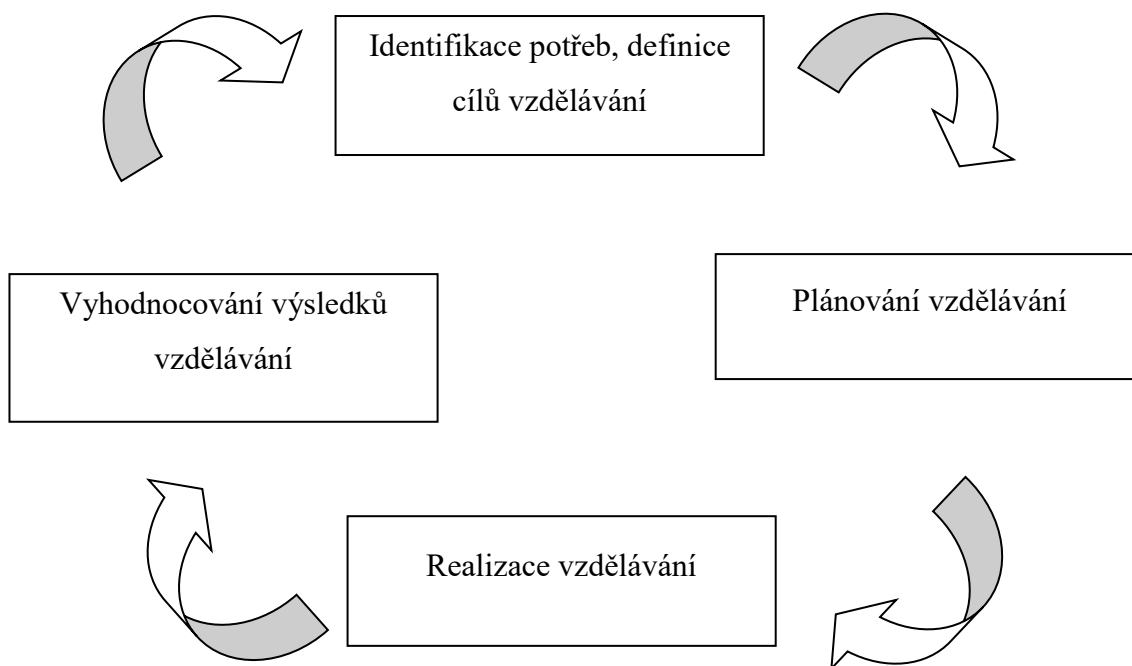 Identifikace potřeb, definice
cílů vzdělávání
Plánování vzdělávání
Vyhodnocování výsledků
vzdělávání
Realizace vzdělávání